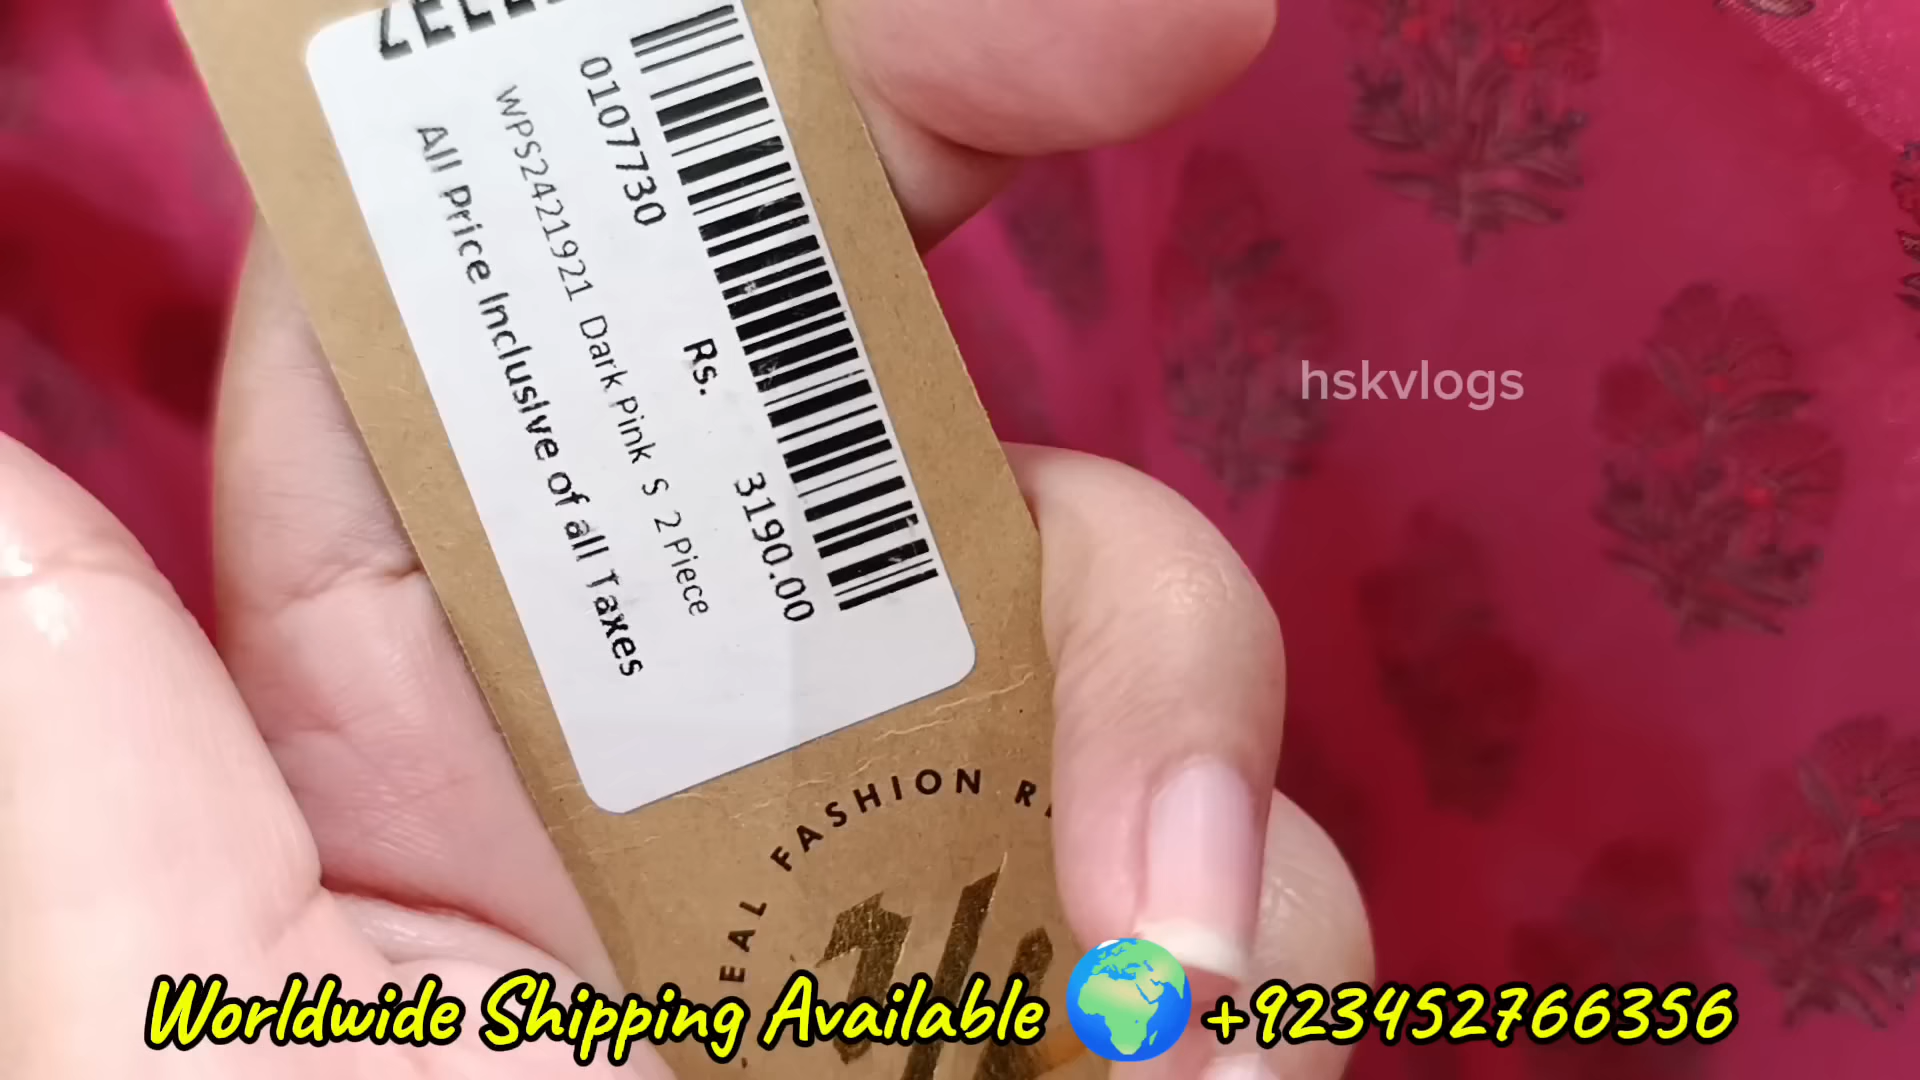 0107730
Rs. 3190.00
WPS2421921 Dark Pink S 2 Piece
All Price Inclusive of all Taxes
FASHION
hskvlogs
Worldwide Shipping Available +923452766356